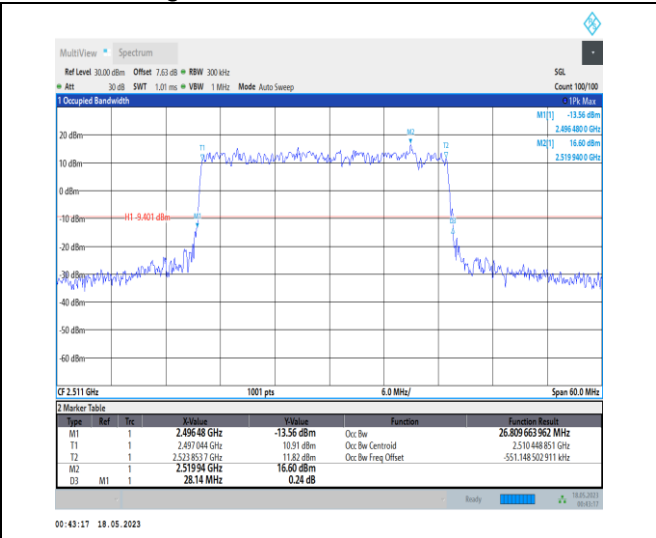 MultiView Spectrum
Ref Level 30.00 dBm Offset 7.63 dB RBW 300 kHz SGL
Att 30 dB SWT 1.01 ms VBW 1 MHz Mode Auto Sweep Count 100/100
1 Occupied Bandwidth 1Pk Max
M1[1] -13.56 dBm
2.496 480 0 GHz
M2[1] 16.60 dBm
2.519 940 0 GHz
M2
T1
T2
20 dBm
10 dBm
0 dBm
-10 dBm
H1 -9.401 dBm
M1
-20 dBm
-30 dBm
-40 dBm
-50 dBm
-60 dBm
CF 2.511 GHz 1001 pts 6.0 MHz/ Span 60.0 MHz
2 Marker Table
Type Ref Trc X-Value Y-Value Function Function Result
M1 1 2.496 48 GHz -13.56 dBm Occ Bw 26.809 663 962 MHz
T1 1 2.497 044 GHz 10.91 dBm Occ Bw Centroid 2.510 448 851 GHz
T2 1 2.523 853 7 GHz 11.82 dBm Occ Bw Freq Offset -551.148 502 911 kHz
M2 1 2.519 94 GHz 16.60 dBm
D3 M1 1 28.14 MHz 0.24 dB
Ready 18.05.2023
00:43:17
00:43:17 18.05.2023